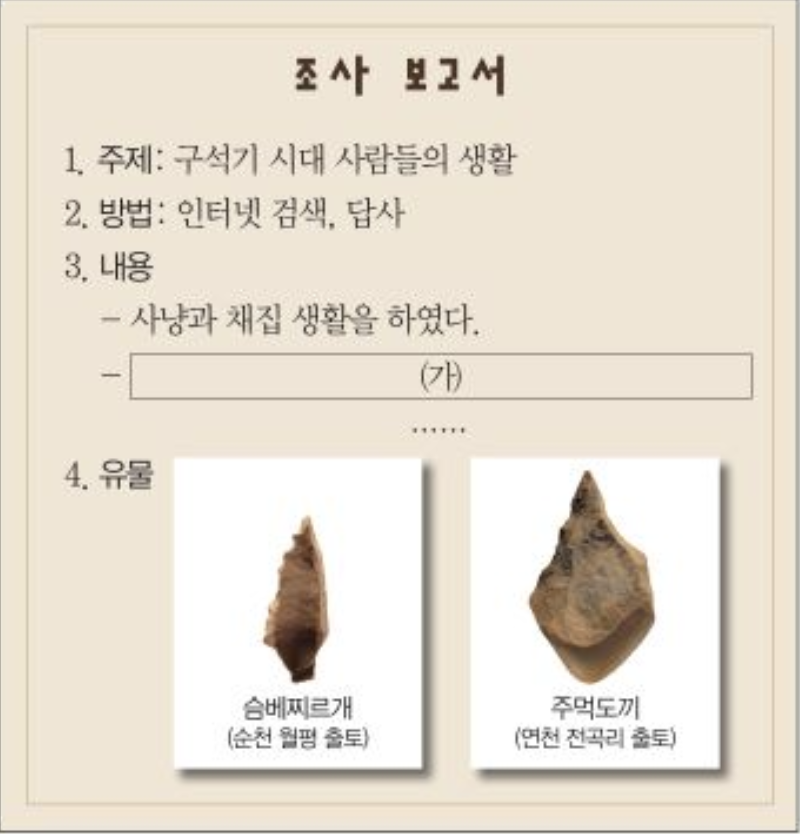 조사 보고서
1. 주제: 구석기 시대 사람들의 생활
2. 방법: 인터넷 검색, 답사
3. 내용
- 사냥과 채집 생활을 하였다.
- (가)
……
4. 유물
슴베찌르개
(순천 월평 출토)
주먹도끼
(연천 전곡리 출토)